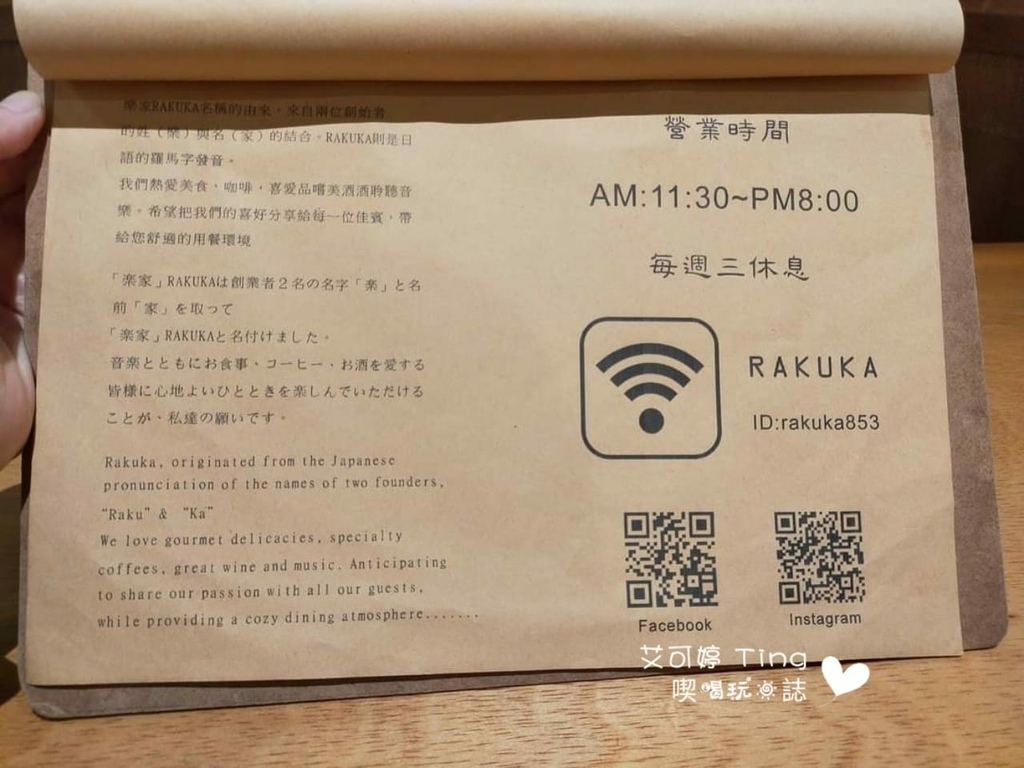 樂家RAKUKA名稱的由來，來自兩位創始者
的姓（樂）與名（家）的結合。RAKUKA則是日
語的羅馬字發音。
我們熱愛美食、咖啡，喜愛品嚐美酒酒聆聽音
樂。希望把我們的喜好分享給每一位佳賓，帶
給您舒適的用餐環境
「楽家」RAKUKAは創業者２名の名字「楽」と名
前「家」を取って
「楽家」RAKUKAと名付けました。
音楽とともにお食事、コーヒー、お酒を愛する
皆様に心地よいひとときを楽しんでいただける
ことが、私達の願いです。
Rakuka, originated from the Japanese
pronunciation of the names of two founders,
“Raku” & “Ka”
We love gourmet delicacies, specialty
coffees, great wine and music. Anticipating
to share our passion with all our guests,
while providing a cozy dining atmosphere.......
營業時間
AM:11:30~PM8:00
每週三休息
RAKUKA
ID:rakuka853
Facebook
Instagram
艾可婷 Ting
喫喝玩樂誌